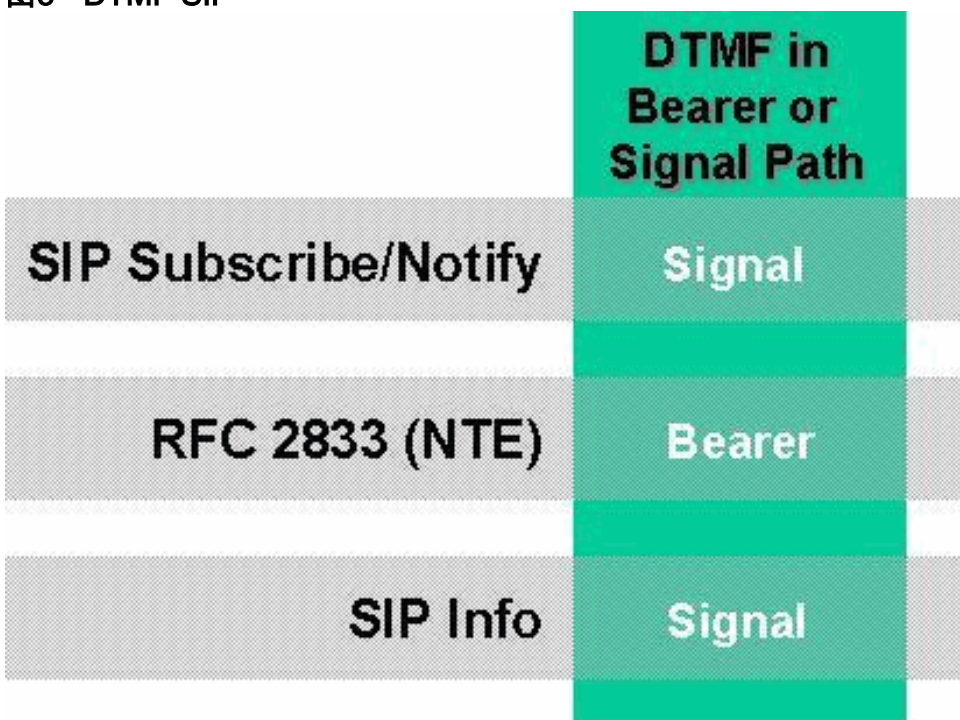 DTMF in
Bearer or
Signal Path
SIP Subscribe/Notify Signal
RFC 2833 (NTE) Bearer
SIP Info Signal